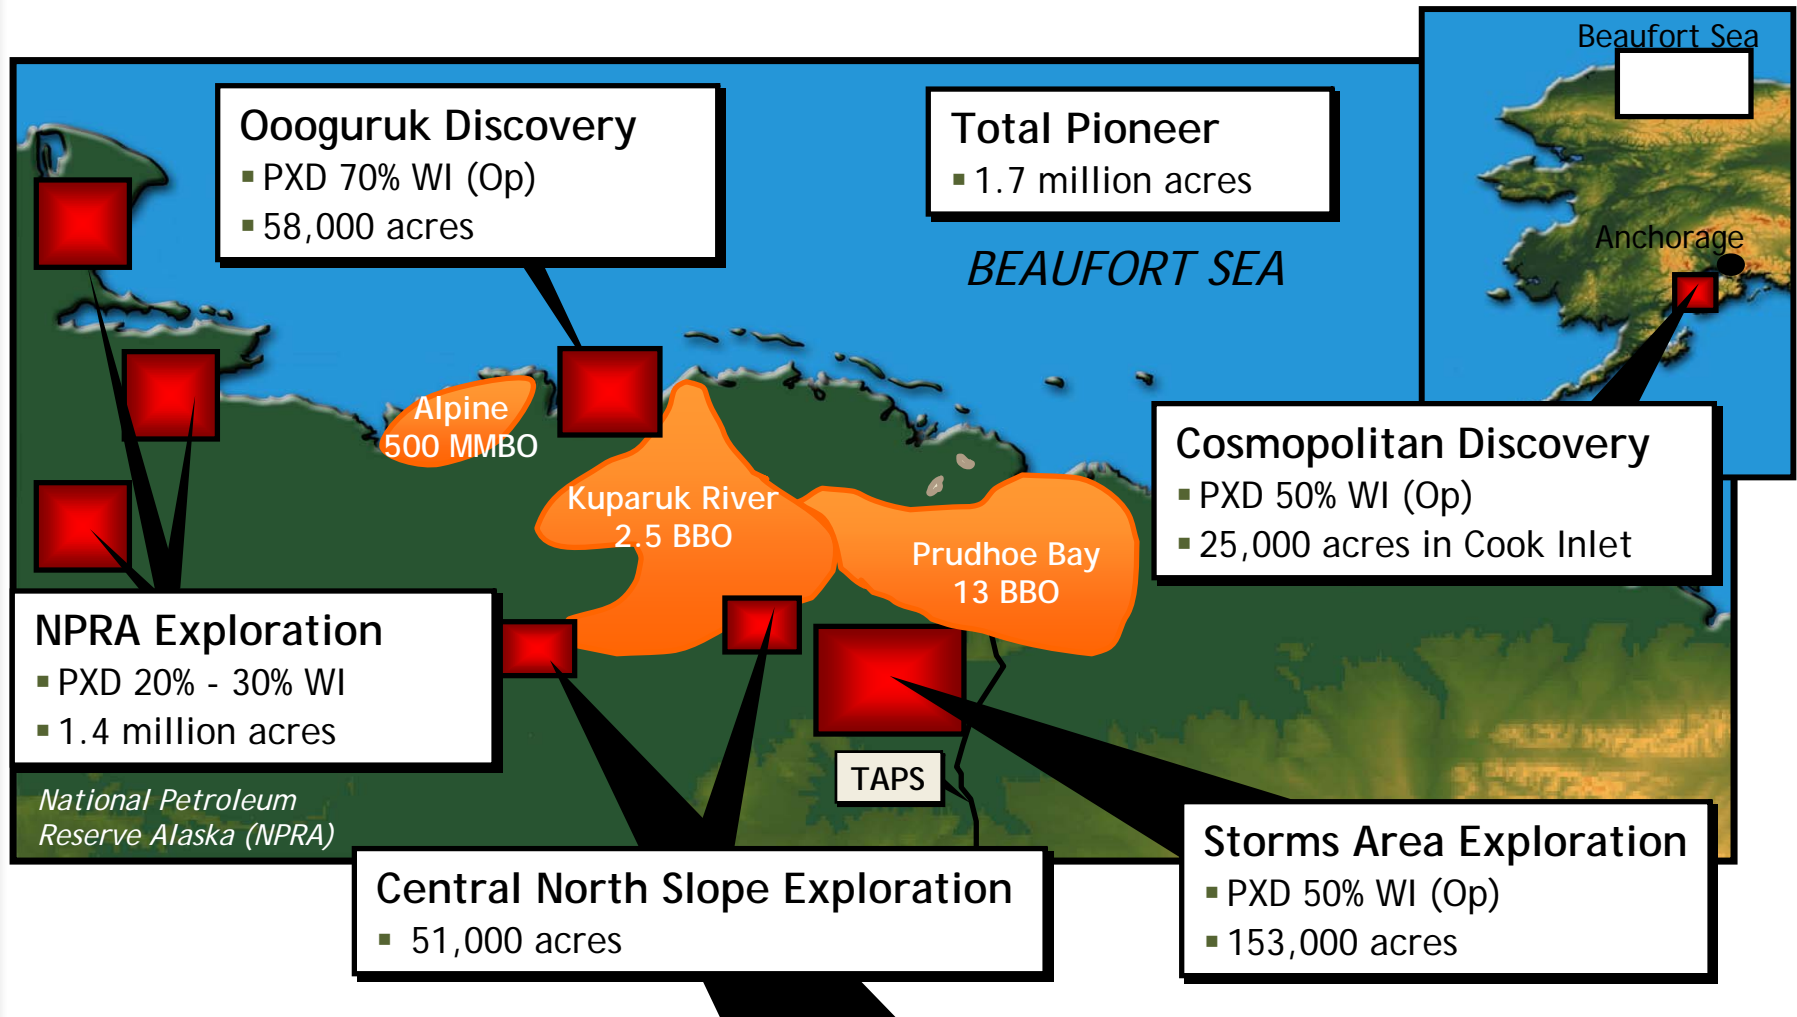 Beaufort Sea
Oooguruk Discovery
▪ PXD 70% WI (Op)
▪ 58,000 acres
Total Pioneer
▪ 1.7 million acres
BEAUFORT SEA
Anchorage
Alpine
500 MMBO
Kuparuk River
2.5 BBO
Prudhoe Bay
13 BBO
Cosmopolitan Discovery
▪ PXD 50% WI (Op)
▪ 25,000 acres in Cook Inlet
NPRA Exploration
▪ PXD 20% - 30% WI
▪ 1.4 million acres
TAPS
National Petroleum
Reserve Alaska (NPRA)
Central North Slope Exploration
▪ 51,000 acres
Storms Area Exploration
▪ PXD 50% WI (Op)
▪ 153,000 acres